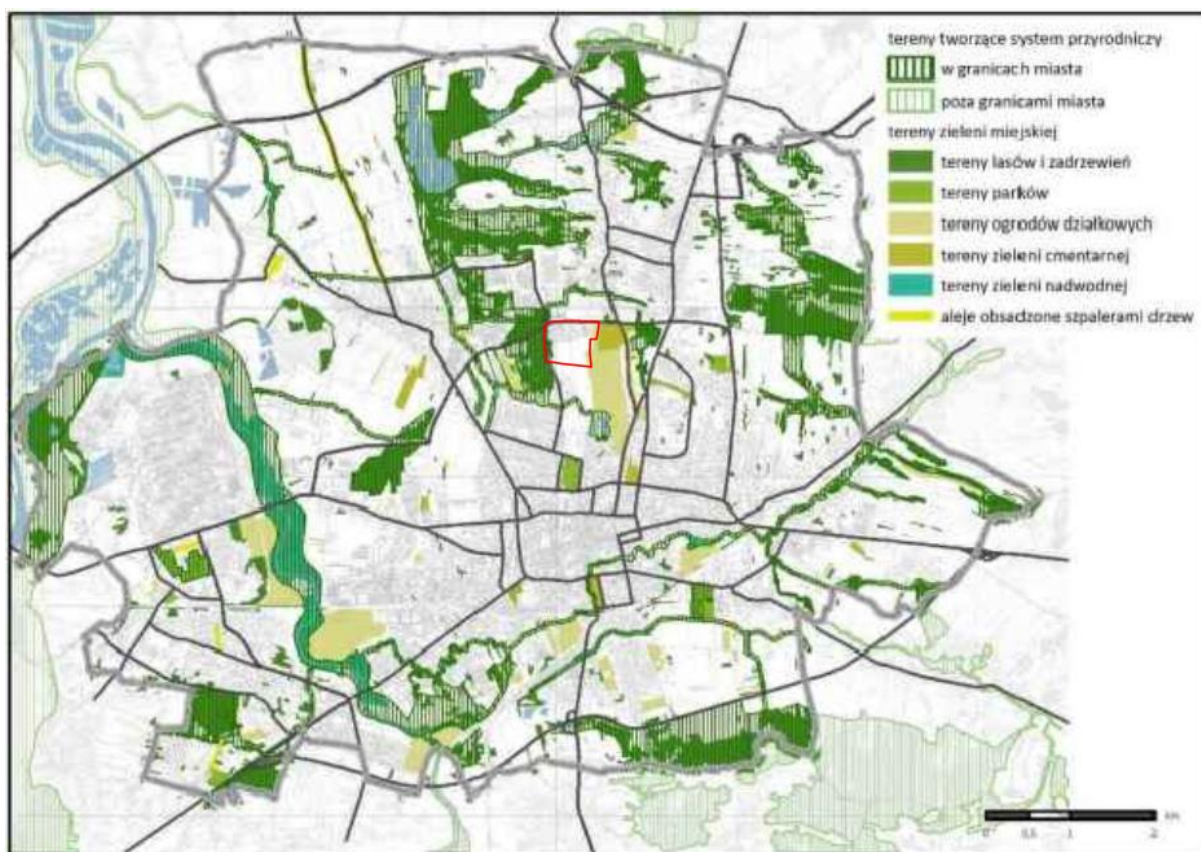 tereny tworzące system przyrodniczy
w granicach miasta
poza granicami miasta
tereny zieleni miejskiej
tereny lasów i zadrzewień
tereny parków
tereny ogrodów działkowych
tereny zieleni cmentarnej
tereny zieleni nadwodnej
aleje obsadzone szpalerami drzew
0 0,5 1 2 km